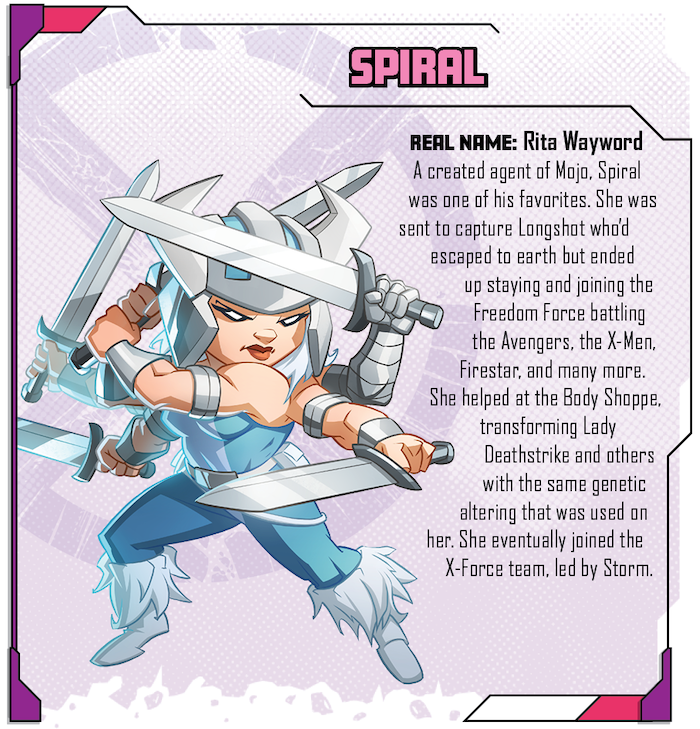 SPIRAL
REAL NAME: Rita Wayword
A created agent of Mojo, Spiral
was one of his favorites. She was
sent to capture Longshot who'd
escaped to earth but ended
up staying and joining the
Freedom Force battling
the Avengers, the X-Men,
Firestar, and many more.
She helped at the Body Shoppe,
transforming Lady
Deathstrike and others
with the same genetic
altering that was used on
her. She eventually joined the
X-Force team, led by Storm.